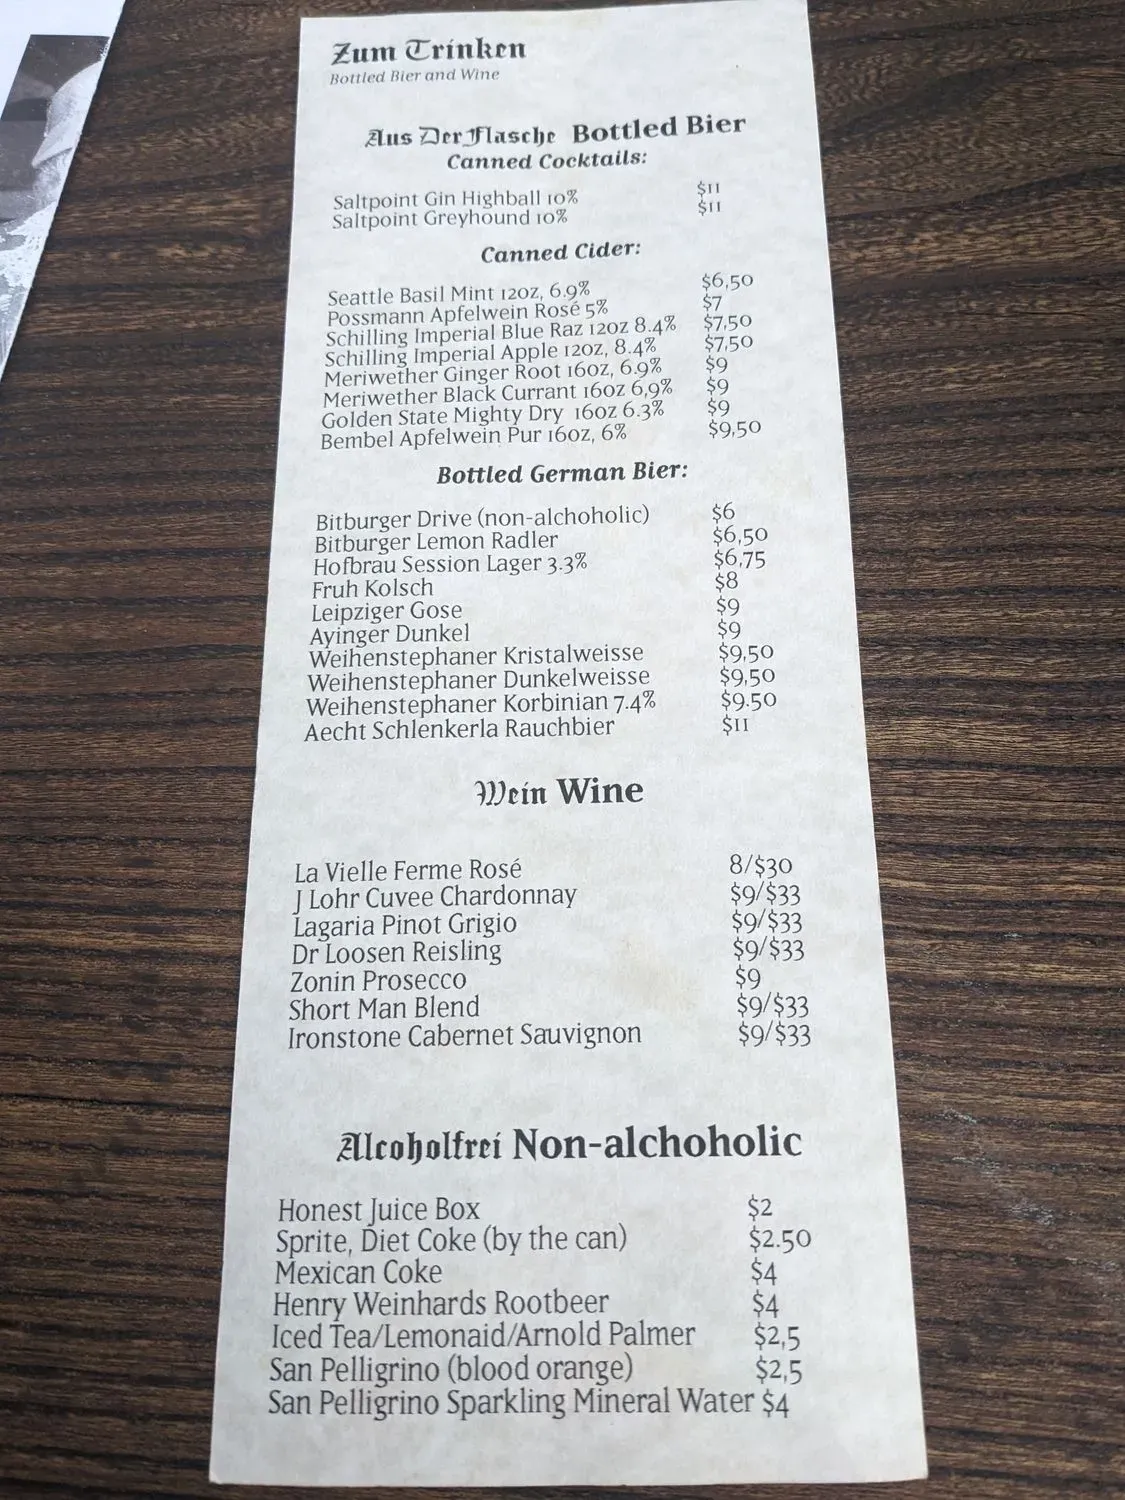 Zum Trinken
Bottled Bier and Wine
Aus Der Flasche Bottled Bier
Canned Cocktails:
Saltpoint Gin Highball 10% $11
Saltpoint Greyhound 10% $11
Canned Cider:
Seattle Basil Mint 12oz, 6.9% $6,50
Possmann Apfelwein Rosé 5% $7
Schilling Imperial Blue Raz 12oz 8.4% $7,50
Schilling Imperial Apple 12oz, 8.4% $7,50
Meriwether Ginger Root 16oz, 6.9% $9
Meriwether Black Currant 16oz 6,9% $9
Golden State Mighty Dry 16oz 6.3% $9
Bembel Apfelwein Pur 16oz, 6% $9,50
Bottled German Bier:
Bitburger Drive (non-alchoholic) $6
Bitburger Lemon Radler $6,50
Hofbrau Session Lager 3.3% $6,75
Fruh Kolsch $8
Leipziger Gose $9
Ayinger Dunkel $9
Weihenstephaner Kristalweisse $9,50
Weihenstephaner Dunkelweisse $9,50
Weihenstephaner Korbinian 7.4% $9.50
Aecht Schlenkerla Rauchbier $11
Wein Wine
La Vielle Ferme Rosé 8/$30
J Lohr Cuvee Chardonnay $9/$33
Lagaria Pinot Grigio $9/$33
Dr Loosen Reisling $9/$33
Zonin Prosecco $9
Short Man Blend $9/$33
Ironstone Cabernet Sauvignon $9/$33
Alcoholfrei Non-alchoholic
Honest Juice Box $2
Sprite, Diet Coke (by the can) $2.50
Mexican Coke $4
Henry Weinhards Rootbeer $4
Iced Tea/Lemonaid/Arnold Palmer $2,5
San Pelligrino (blood orange) $2,5
San Pelligrino Sparkling Mineral Water $4